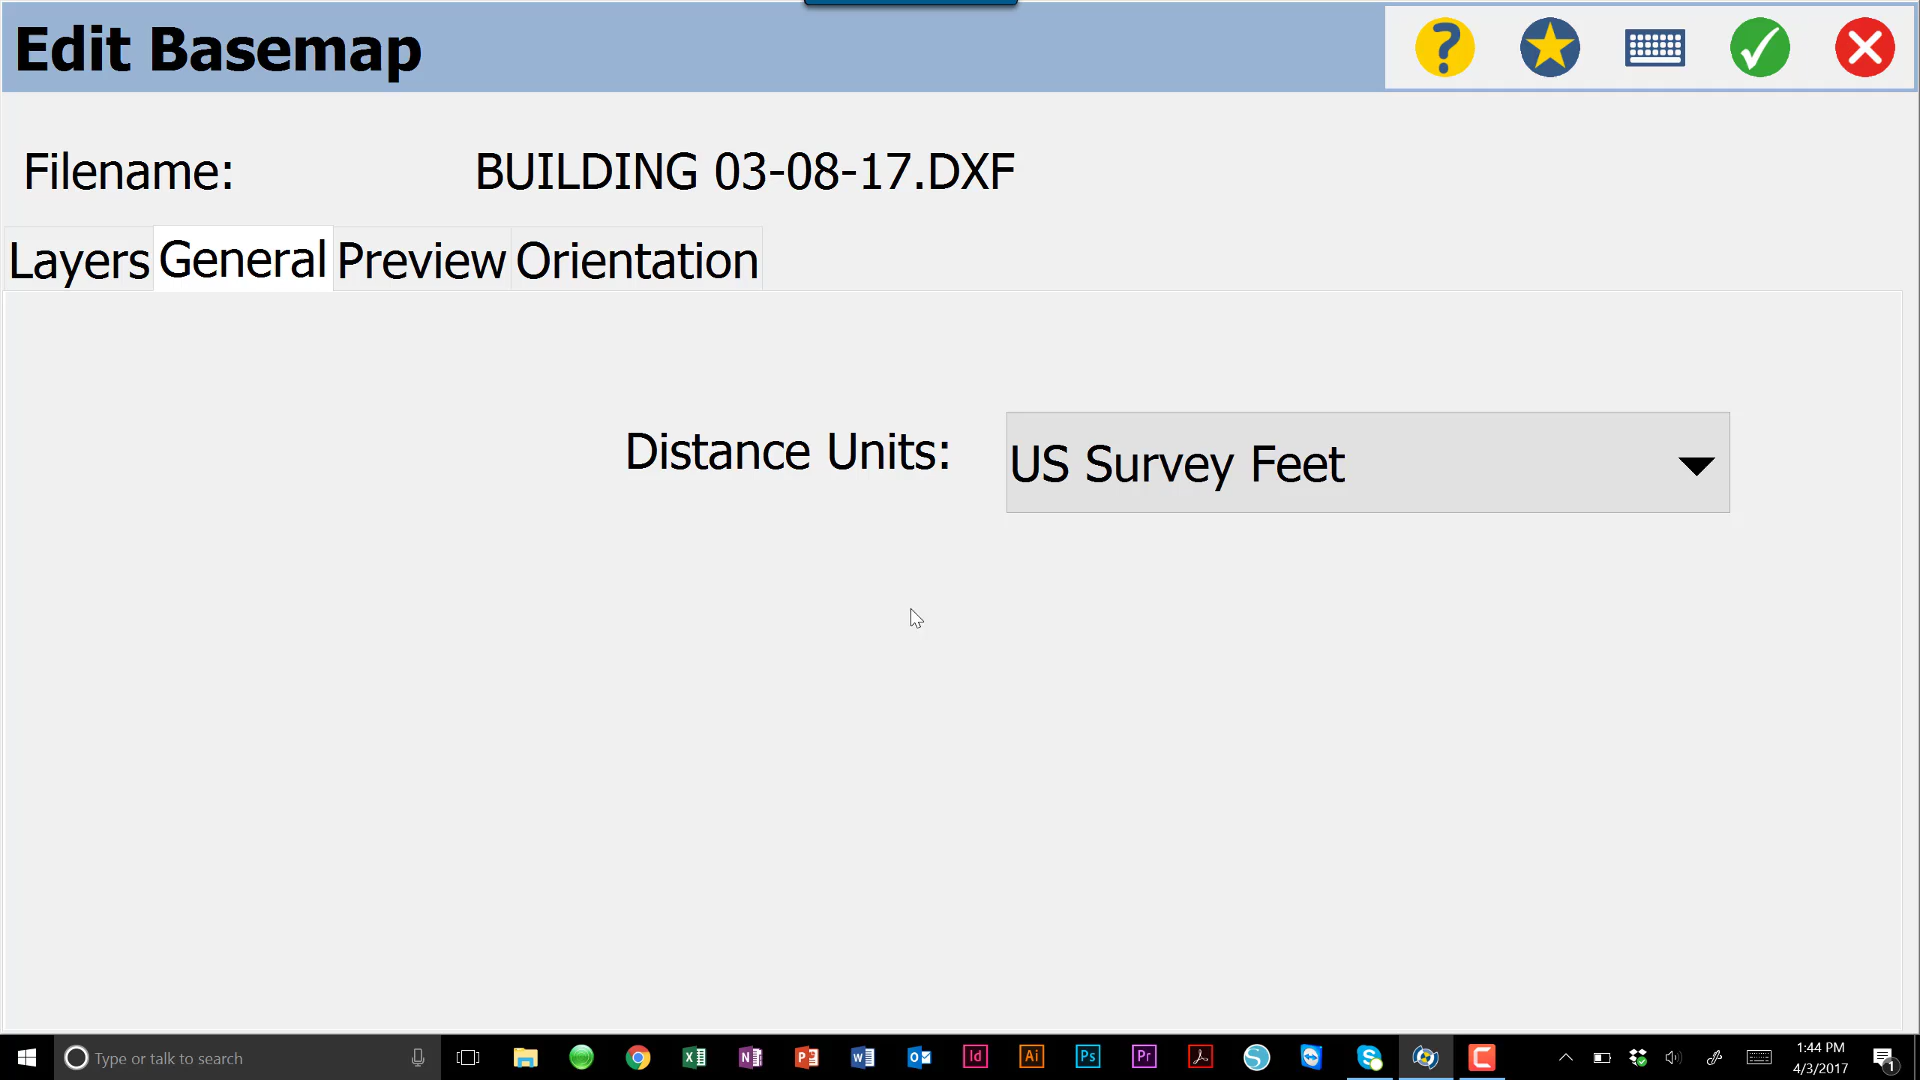 Edit Basemap
Filename: BUILDING 03-08-17.DXF
Layers General Preview Orientation
Distance Units: US Survey Feet
Type or talk to search
1:44 PM
4/3/2017
1